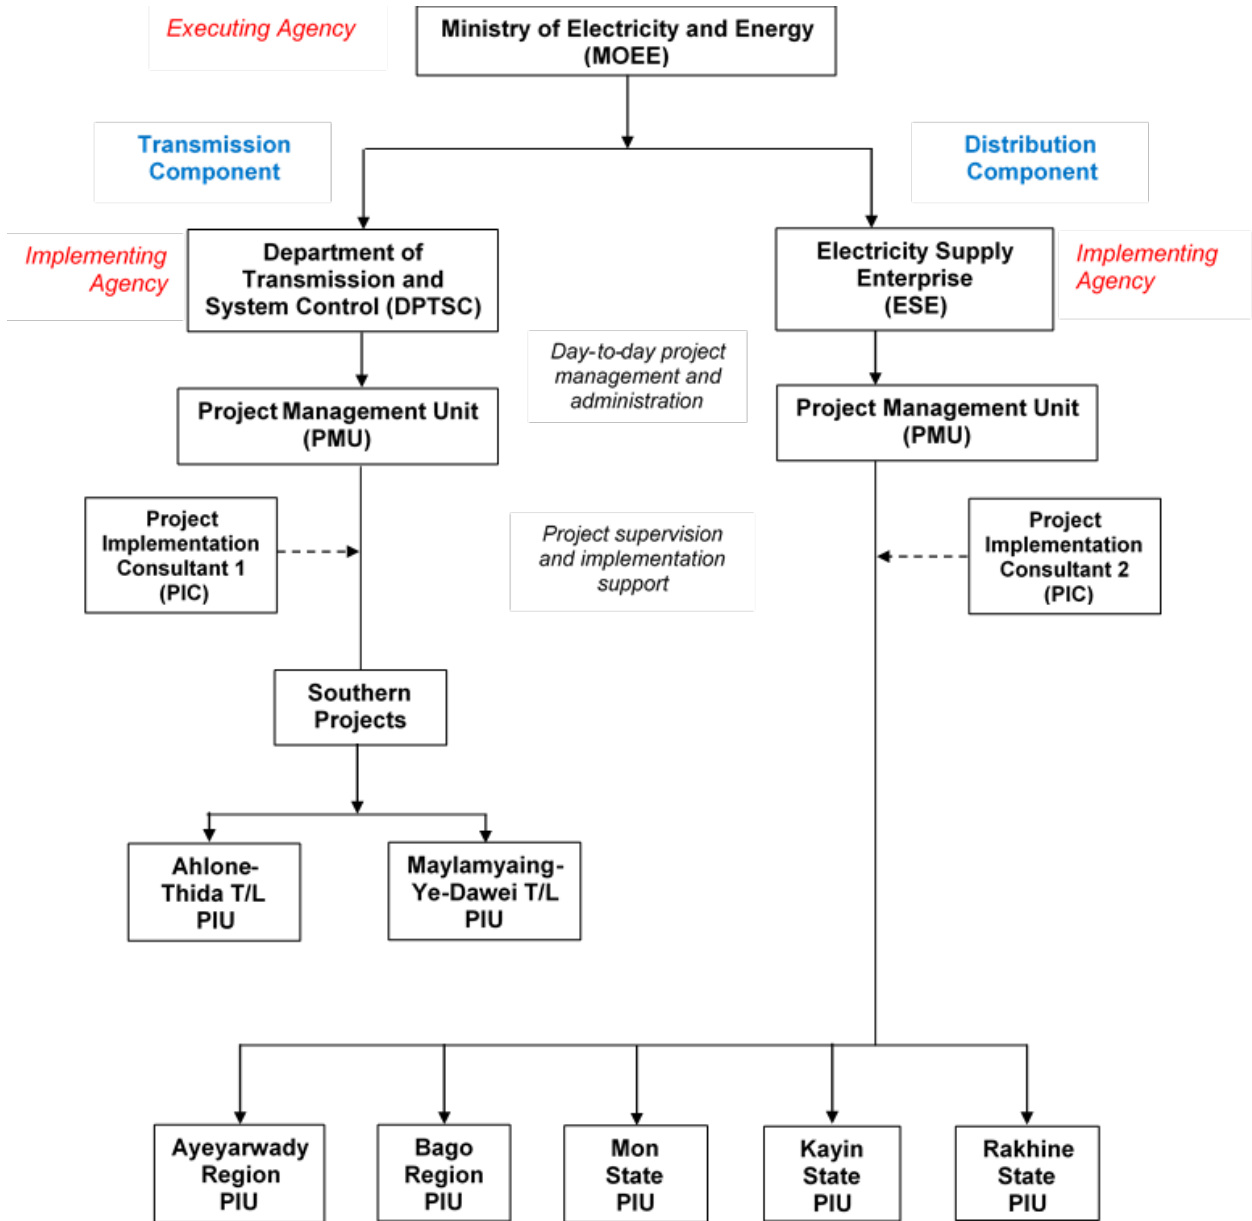 Executing Agency
Ministry of Electricity and Energy
(MOEE)
Transmission
Component
Distribution
Component
Implementing
Agency
Department of
Transmission and
System Control (DPTSC)
Electricity Supply
Enterprise
(ESE)
Implementing
Agency
Day-to-day project
management and
administration
Project Management Unit
(PMU)
Project Management Unit
(PMU)
Project
Implementation
Consultant 1
(PIC)
Project supervision
and implementation
support
Project
Implementation
Consultant 2
(PIC)
Southern
Projects
Ahlone-
Thida T/L
PIU
Maylamyaing-
Ye-Dawei T/L
PIU
Ayeyarwady
Region
PIU
Bago
Region
PIU
Mon
State
PIU
Kayin
State
PIU
Rakhine
State
PIU